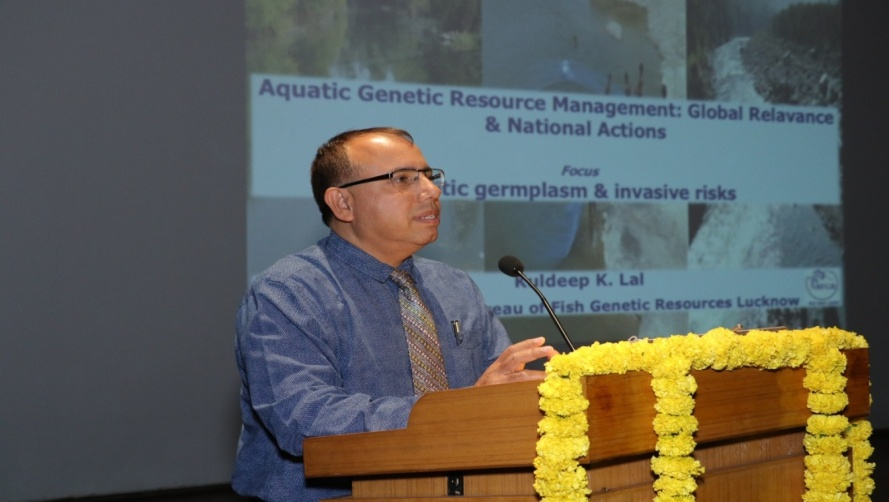 Aquatic Genetic Resource Management: Global Relavance
& National Actions
Focus
tic germplasm & invasive risks
Kuldeep K. Lal
reau of Fish Genetic Resources Lucknow